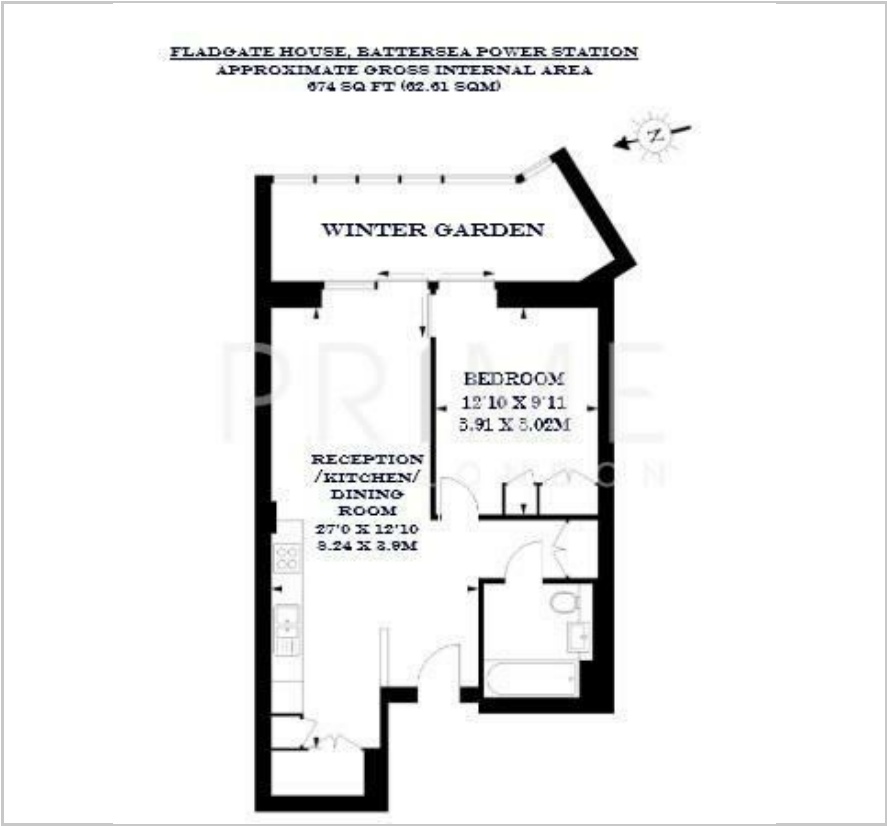 FLADGATE HOUSE, BATTERSEA POWER STATION
APPROXIMATE GROSS INTERNAL AREA
674 SQ FT (62.61 SQM)
N
WINTER GARDEN
PRIME
LONDON
BEDROOM
12'10 X 9'11
3.91 X 3.02M
RECEPTION
/KITCHEN/
DINING
ROOM
27'0 X 12'10
8.24 X 3.9M